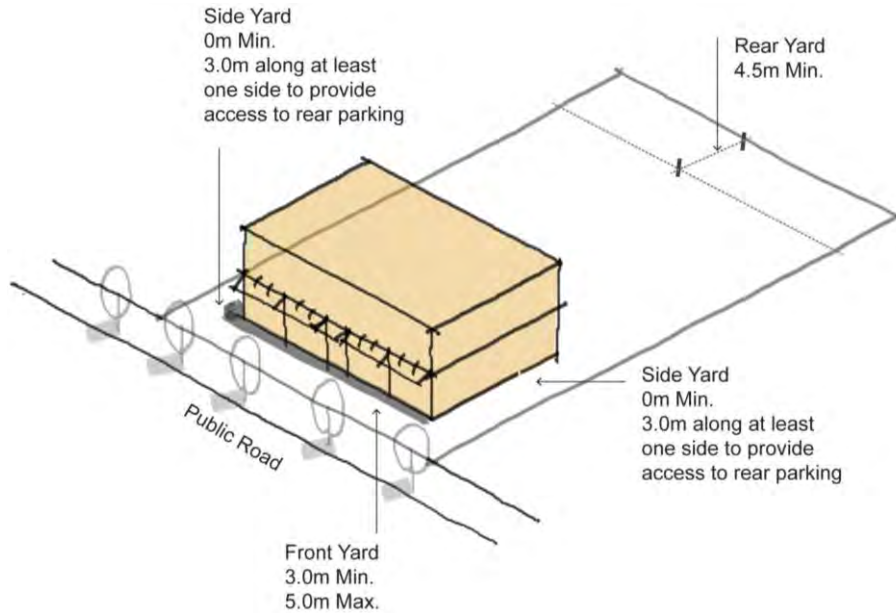 Side Yard
0m Min.
3.0m along at least
one side to provide
access to rear parking
Rear Yard
4.5m Min.
Public Road
Side Yard
0m Min.
3.0m along at least
one side to provide
access to rear parking
Front Yard
3.0m Min.
5.0m Max.